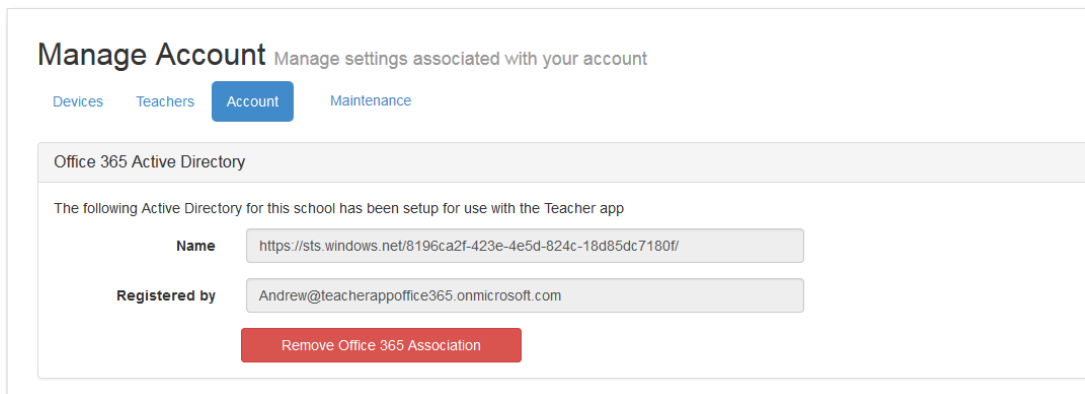 Manage Account Manage settings associated with your account
Devices Teachers Account Maintenance
Office 365 Active Directory
The following Active Directory for this school has been setup for use with the Teacher app
Name https://sts.windows.net/8196ca2f-423e-4e5d-824c-18d85dc7180f/
Registered by Andrew@teacherappoffice365.onmicrosoft.com
Remove Office 365 Association